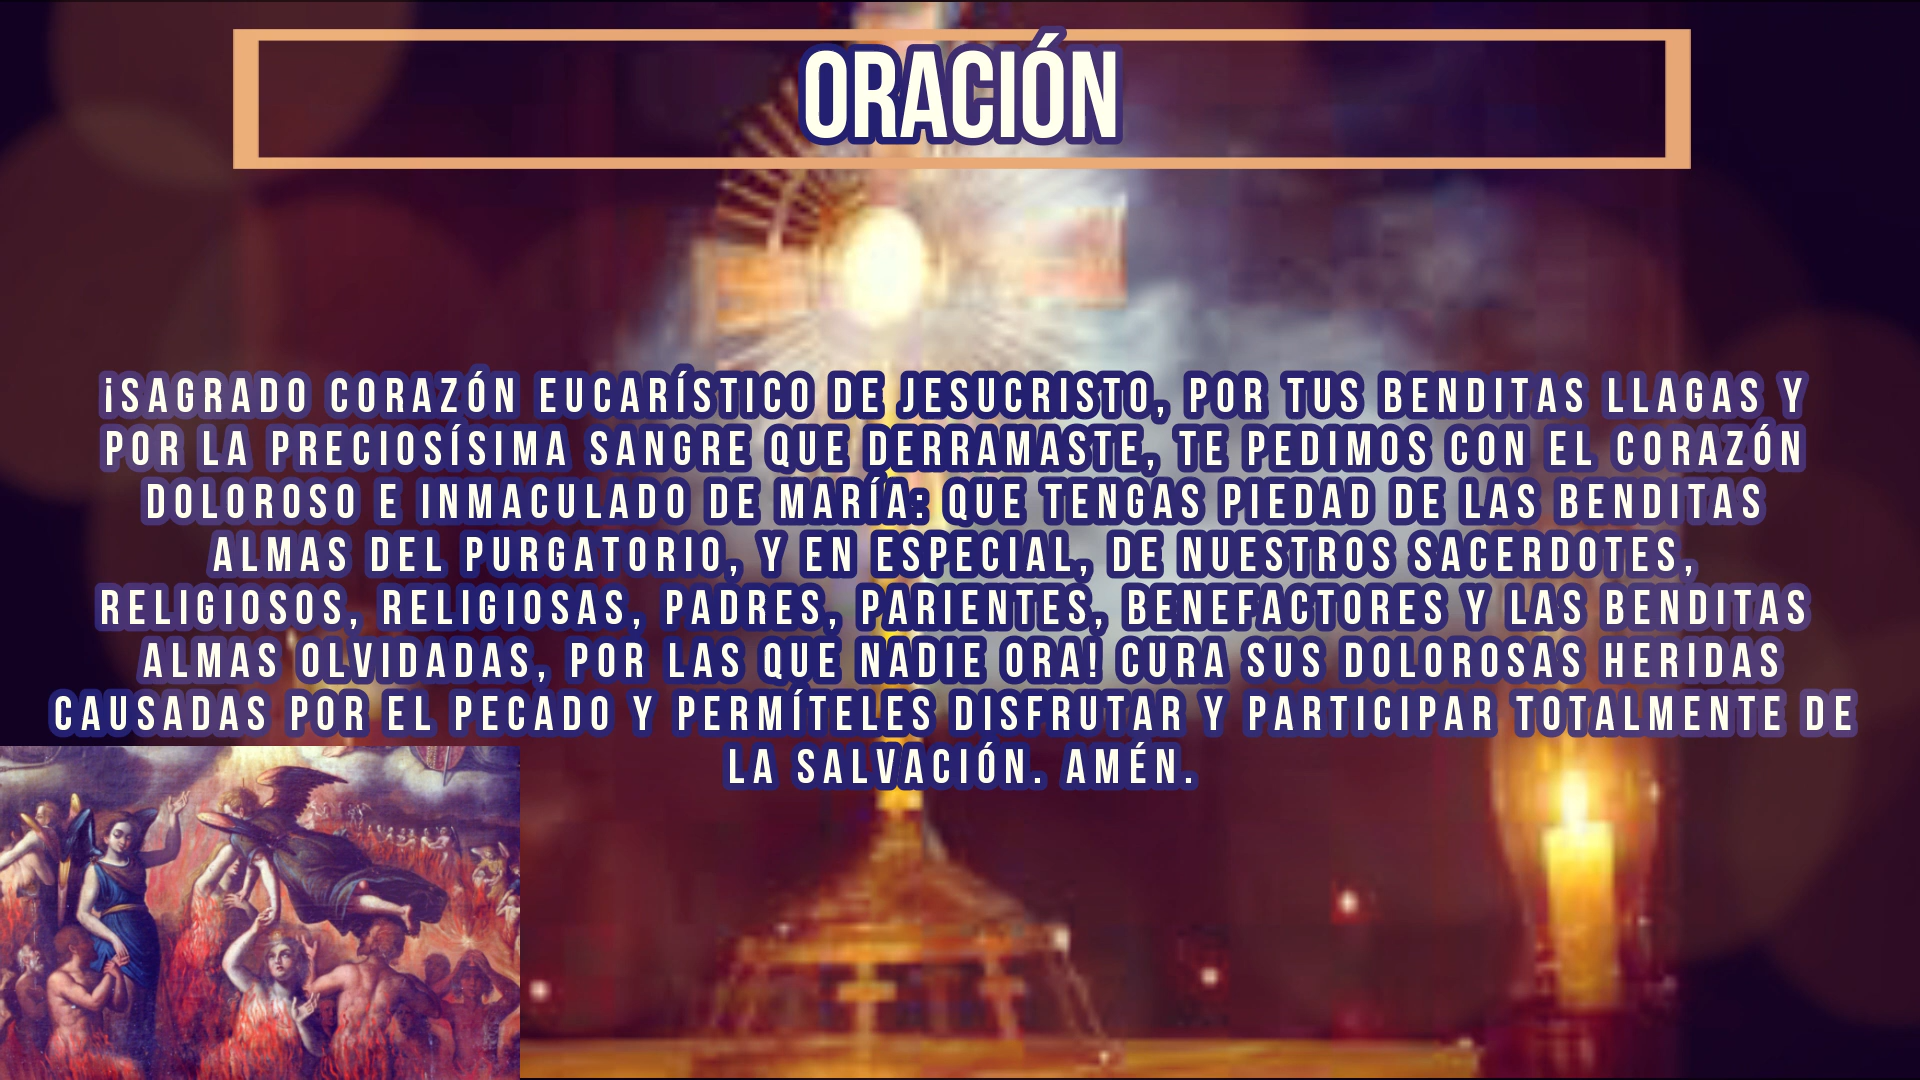 ORACIÓN
¡SAGRADO CORAZÓN EUCARÍSTICO DE JESUCRISTO, POR TUS BENDITAS LLAGAS Y
POR LA PRECIOSÍSIMA SANGRE QUE DERRAMASTE, TE PEDIMOS CON EL CORAZÓN
DOLOROSO E INMACULADO DE MARÍA: QUE TENGAS PIEDAD DE LAS BENDITAS
ALMAS DEL PURGATORIO, Y EN ESPECIAL, DE NUESTROS SACERDOTES,
RELIGIOSOS, RELIGIOSAS, PADRES, PARIENTES, BENEFACTORES Y LAS BENDITAS
ALMAS OLVIDADAS, POR LAS QUE NADIE ORA! CURA SUS DOLOROSAS HERIDAS
CAUSADAS POR EL PECADO Y PERMÍTELES DISFRUTAR Y PARTICIPAR TOTALMENTE DE
LA SALVACIÓN. AMÉN.